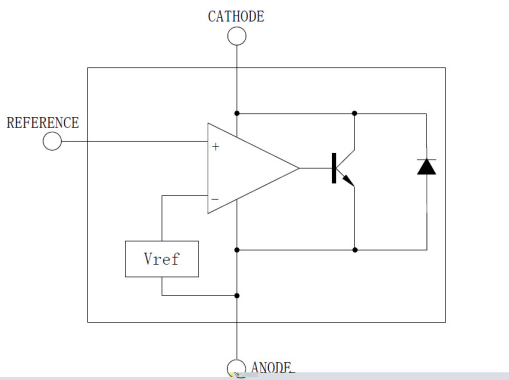 CATHODE
REFERENCE
+
−
Vref
ANODE